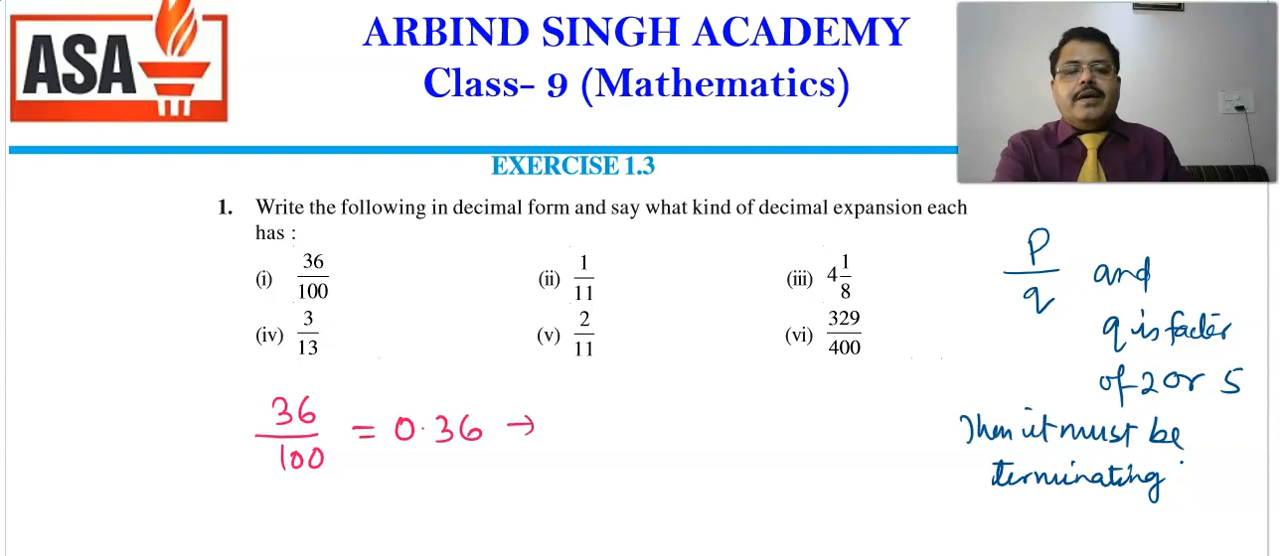 ASA
ARBIND SINGH ACADEMY
Class- 9 (Mathematics)
EXERCISE 1.3
1. Write the following in decimal form and say what kind of decimal expansion each
has :
(i) 36/100 (ii) 1/11 (iii) 4 1/8
(iv) 3/13 (v) 2/11 (vi) 329/400
36/100 = 0.36 →
P/q and
q is factor
of 2 or 5
Then it must be
terminating